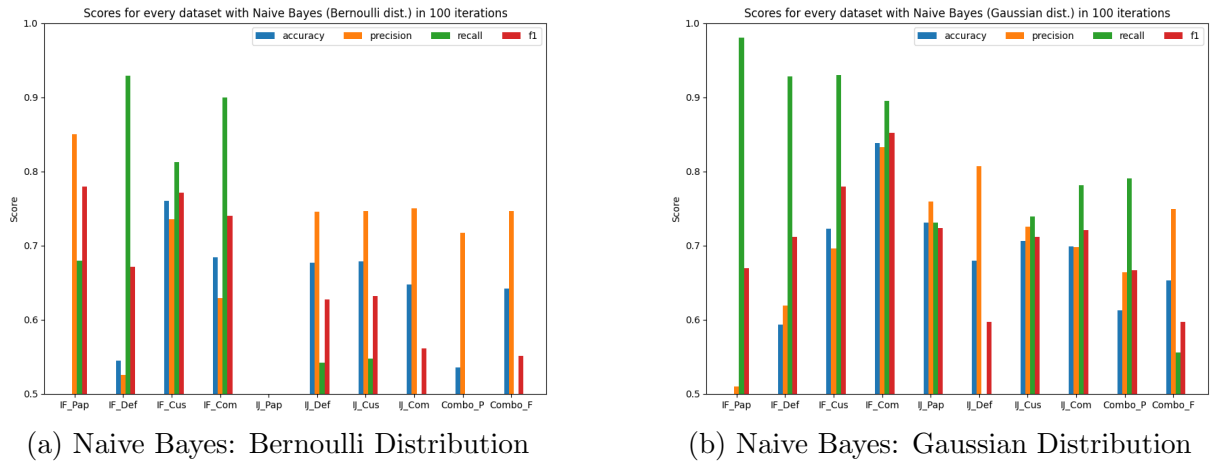 Scores for every dataset with Naive Bayes (Bernoulli dist.) in 100 iterations
accuracy precision recall f1
1.0
0.9
0.8
0.7
0.6
0.5
Score
IF_Pap IF_Def IF_Cus IF_Com IJ_Pap IJ_Def IJ_Cus IJ_Com Combo_P Combo_F
(a) Naive Bayes: Bernoulli Distribution
Scores for every dataset with Naive Bayes (Gaussian dist.) in 100 iterations
accuracy precision recall f1
1.0
0.9
0.8
0.7
0.6
0.5
Score
IF_Pap IF_Def IF_Cus IF_Com IJ_Pap IJ_Def IJ_Cus IJ_Com Combo_P Combo_F
(b) Naive Bayes: Gaussian Distribution